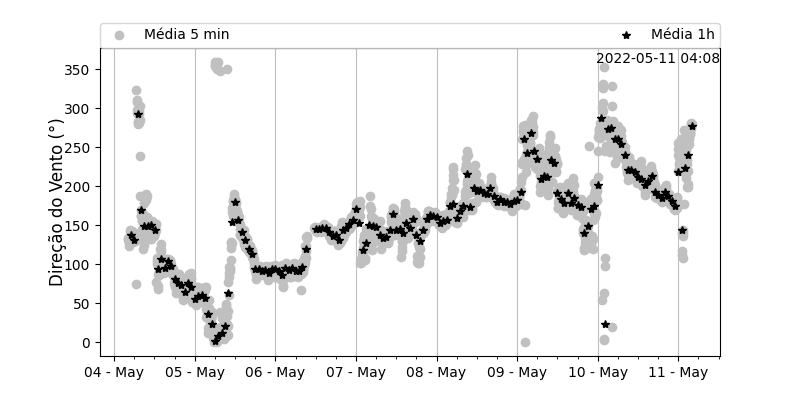 Média 5 min
Média 1h
2022-05-11 04:08
Direção do Vento (°)
350
300
250
200
150
100
50
0
04 - May
05 - May
06 - May
07 - May
08 - May
09 - May
10 - May
11 - May